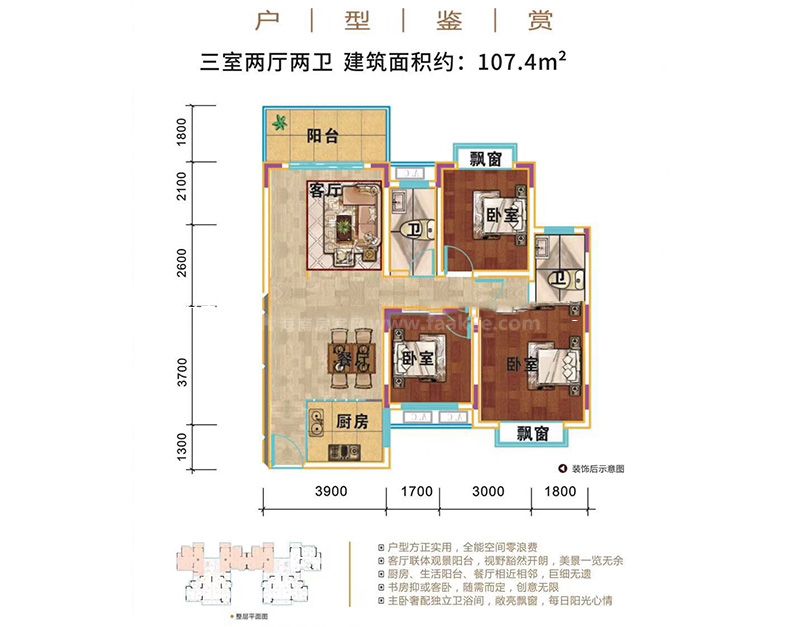 户型鉴赏
三室两厅两卫 建筑面积约：107.4m²
阳台
飘窗
客厅
卫
卧室
卫
餐厅
卧室
卧室
厨房
飘窗
1800
2100
2600
3700
1300
3900
1700
3000
1800
装饰后示意图
户型方正实用，全能空间零浪费
客厅联体观景阳台，视野豁然开朗，美景一览无余
厨房、生活阳台、餐厅相近相邻，巨细无遗
书房抑或客卧，随需而定，创意无限
主卧奢配独立卫浴间，敞亮飘窗，每日阳光心情
整层平面图